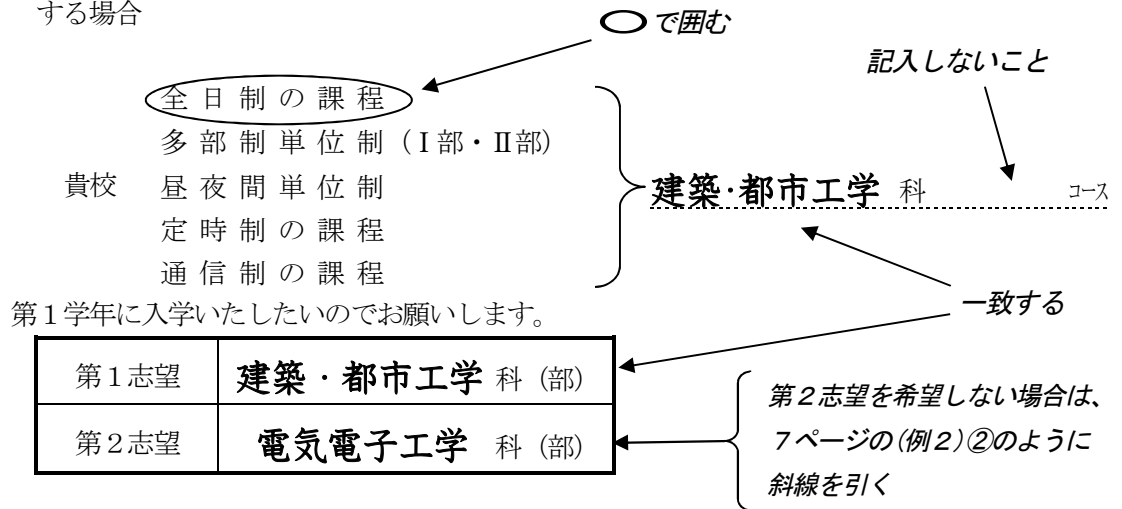 する場合
○で囲む
記入しないこと
全日制の課程
多部制単位制(Ⅰ部・Ⅱ部)
貴校 昼夜間単位制
建築・都市工学 科 コース
定時制の課程
通信制の課程
一致する
第1学年に入学いたしたいのでお願いします。
第1志望 建築・都市工学 科(部)
第2志望 電気電子工学 科(部)
第2志望を希望しない場合は、
7ページの(例2)②のように
斜線を引く